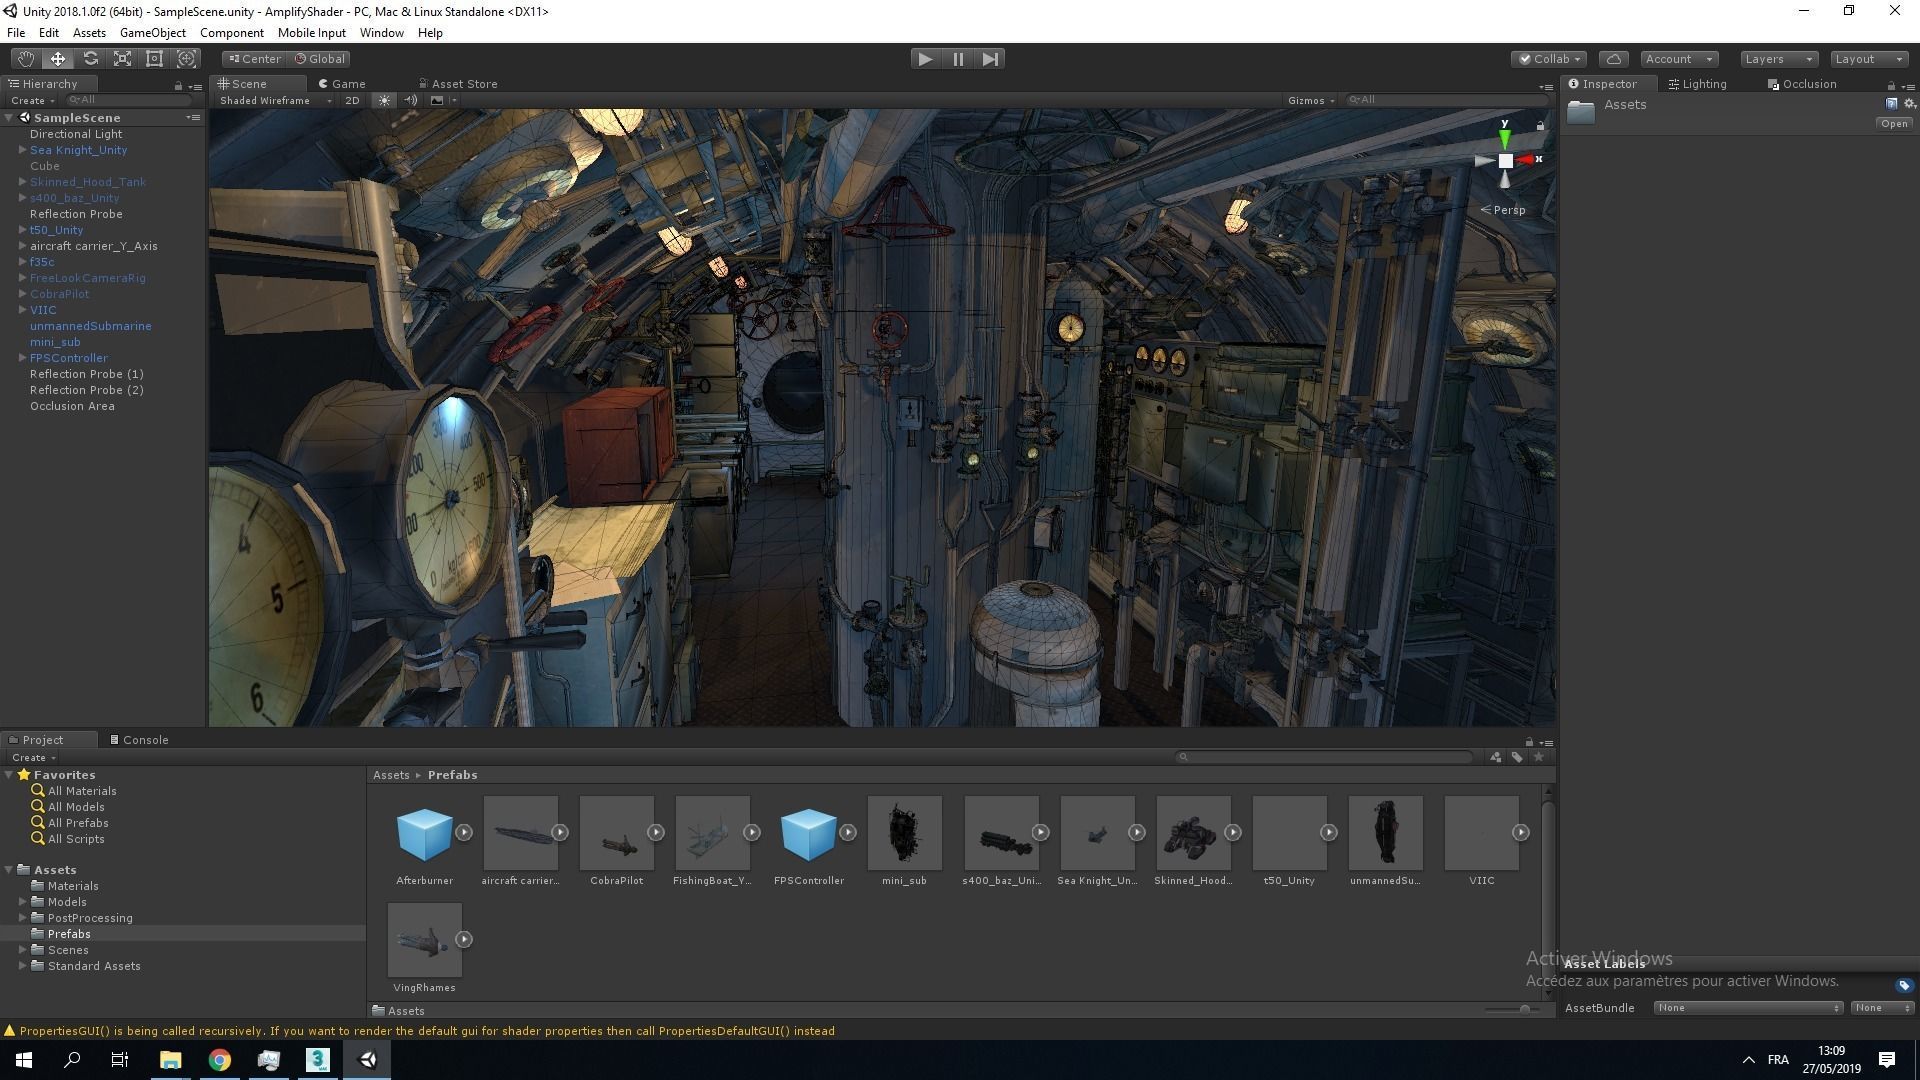 Unity 2018.1.0f2 (64bit) - SampleScene.unity - AmplifyShader - PC, Mac & Linux Standalone <DX11>
File Edit Assets GameObject Component Mobile Input Window Help
Center Global
Collab Account Layers Layout
Hierarchy
Create All
SampleScene
Directional Light
Sea Knight_Unity
Cube
Skinned_Hood_Tank
s400_baz_Unity
Reflection Probe
t50_Unity
aircraft carrier_Y_Axis
f35c
FreeLookCameraRig
CobraPilot
VIIC
unmannedSubmarine
mini_sub
FPSController
Reflection Probe (1)
Reflection Probe (2)
Occlusion Area
Scene Game Asset Store
Shaded Wireframe 2D Gizmos All
y
x
Persp
500
4
5
6
0
Inspector Lighting Occlusion
Assets
Open
Project Console
Create
Favorites
All Materials
All Models
All Prefabs
All Scripts
Assets
Materials
Models
PostProcessing
Prefabs
Scenes
Standard Assets
Assets ▸ Prefabs
Afterburner aircraft carrier... CobraPilot FishingBoat_Y... FPSController mini_sub s400_baz_Uni... Sea Knight_Un... Skinned_Hood... t50_Unity unmannedSu... VIIC
VingRhames
Assets
Activer Windows
Accédez aux paramètres pour activer Windows.
Asset Labels
AssetBundle None None
PropertiesGUI() is being called recursively. If you want to render the default gui for shader properties then call PropertiesDefaultGUI() instead
3
FRA
13:09
27/05/2019